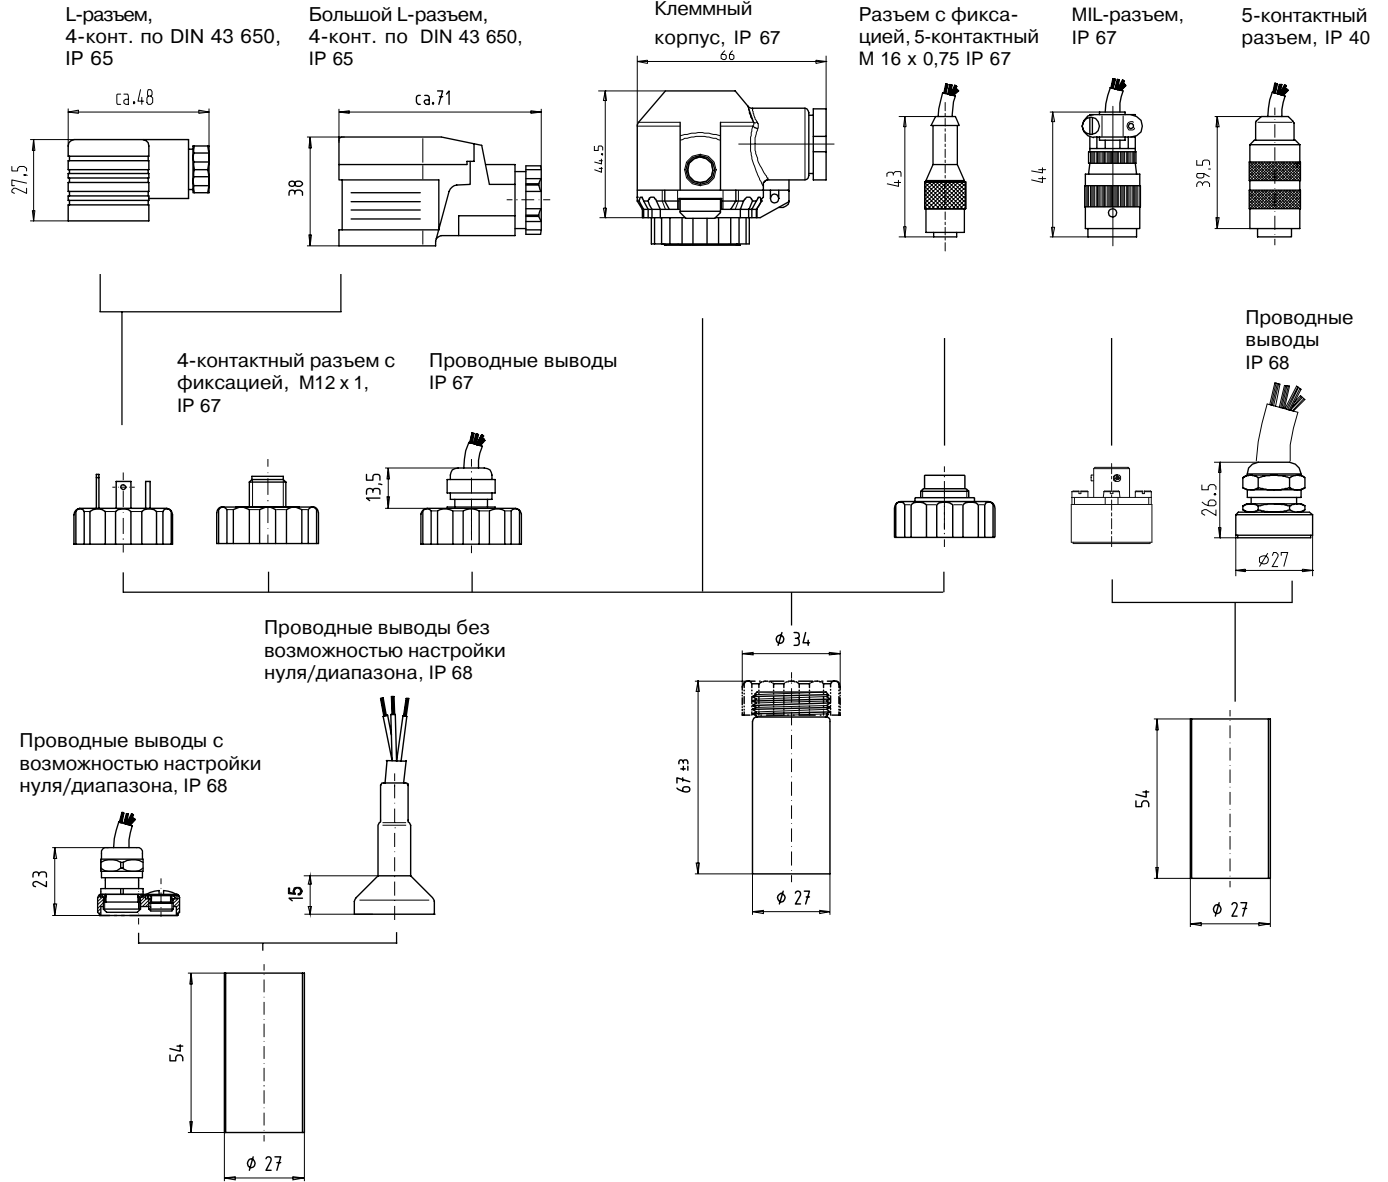 L-разъем,
4-конт. по DIN 43 650,
IP 65
Большой L-разъем,
4-конт. по DIN 43 650,
IP 65
Клеммный
корпус, IP 67
Разъем с фикса-
цией, 5-контактный
M 16 x 0,75 IP 67
MIL-разъем,
IP 67
5-контактный
разъем, IP 40
ca.48
27,5
ca.71
38
66
44.5
43
44
39,5
4-контактный разъем с
фиксацией, M12 x 1,
IP 67
Проводные выводы
IP 67
Проводные
выводы
IP 68
13,5
26.5
⌀27
Проводные выводы без
возможностью настройки
нуля/диапазона, IP 68
Проводные выводы с
возможностью настройки
нуля/диапазона, IP 68
23
15
54
⌀ 27
⌀ 34
67 ±3
⌀ 27
54
⌀ 27